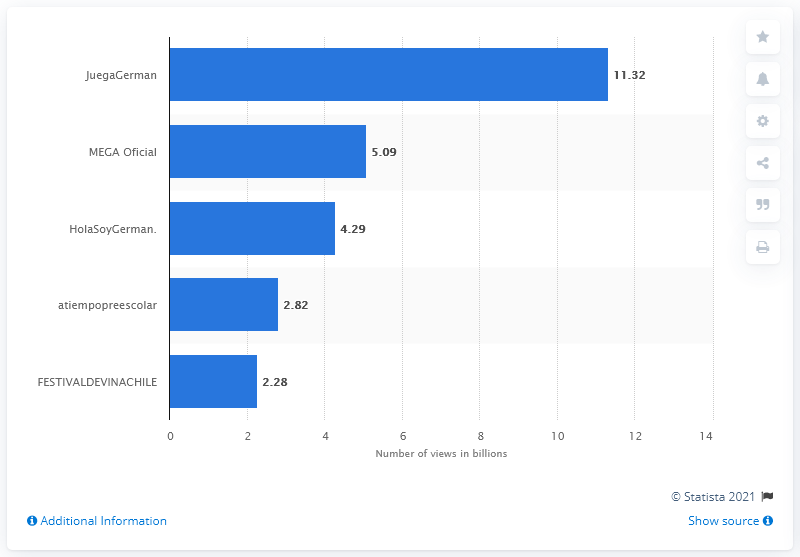 JuegaGerman
11.32
MEGA Oficial
5.09
HolaSoyGerman.
4.29
atiempopreescolar
2.82
FESTIVALDEVINACHILE
2.28
0 2 4 6 8 10 12 14
Number of views in billions
© Statista 2021
Additional Information
Show source